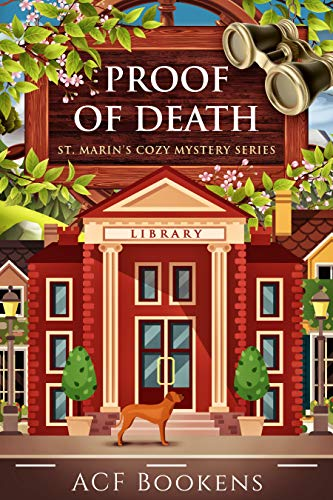 PROOF
OF DEATH
ST. MARIN'S COZY MYSTERY SERIES
LIBRARY
ACF BOOKENS